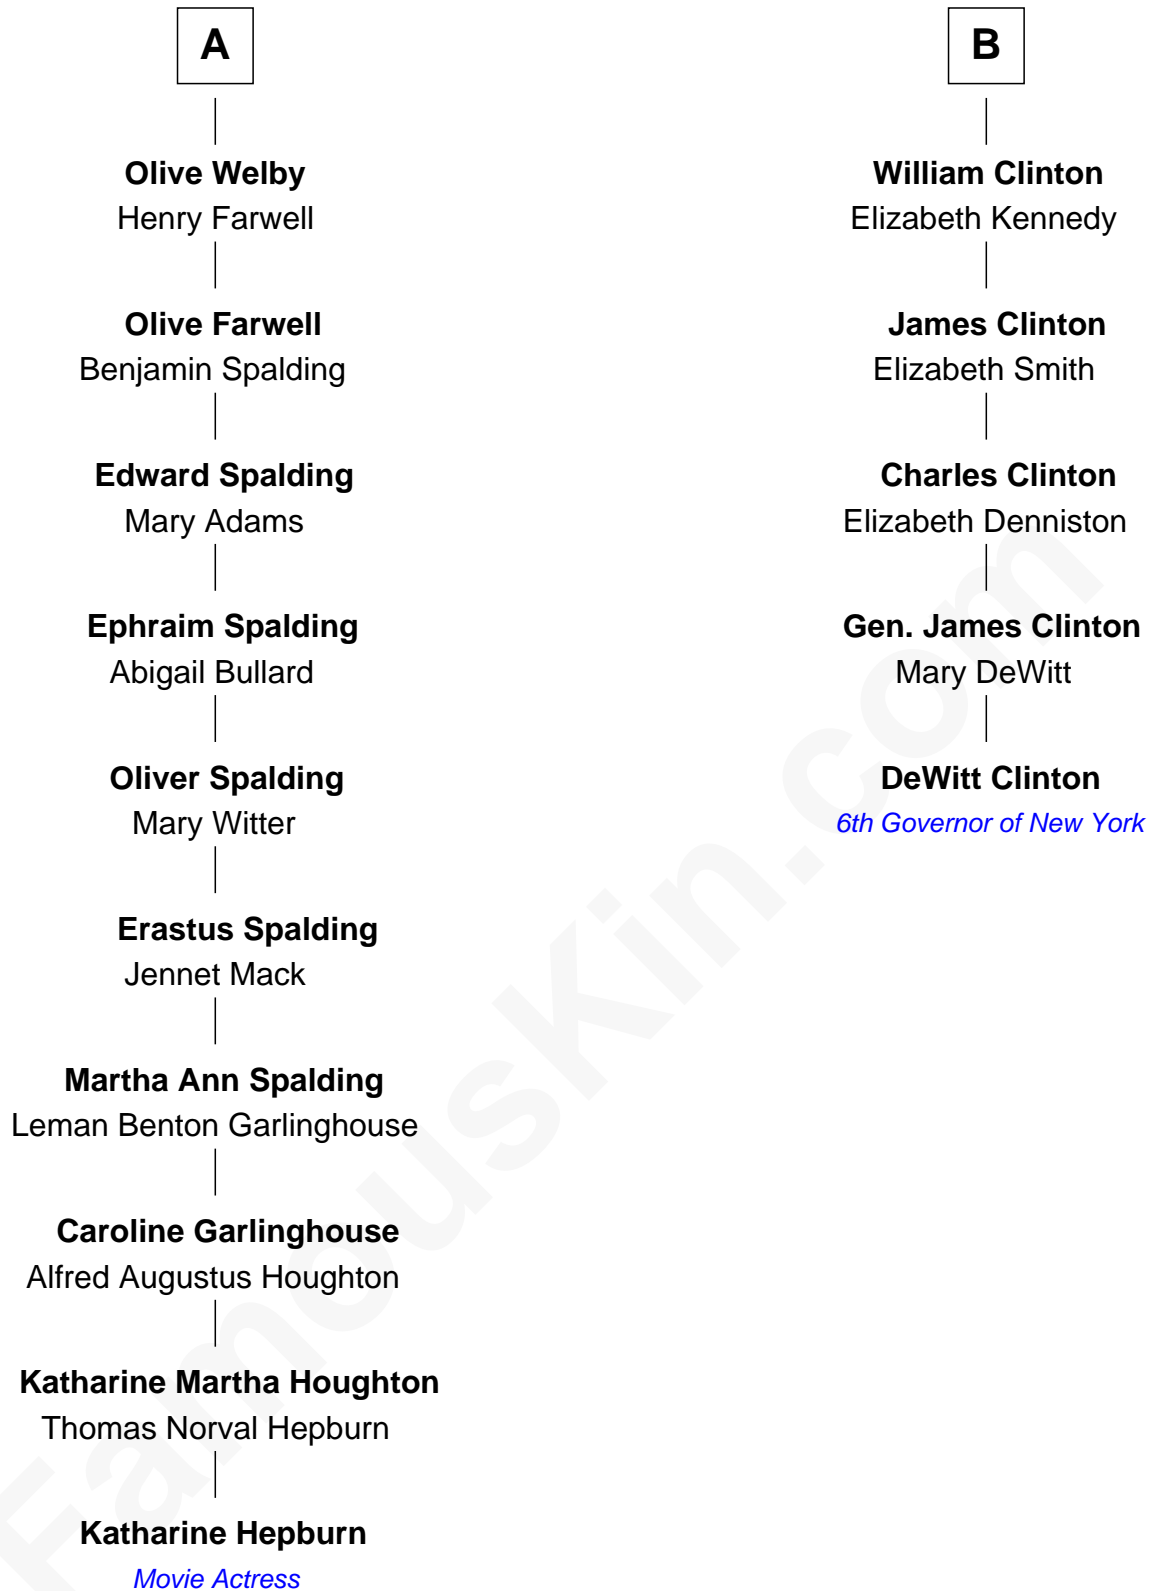 A
Olive Welby
Henry Farwell
Olive Farwell
Benjamin Spalding
Edward Spalding
Mary Adams
Ephraim Spalding
Abigail Bullard
Oliver Spalding
Mary Witter
Erastus Spalding
Jennet Mack
Martha Ann Spalding
Leman Benton Garlinghouse
Caroline Garlinghouse
Alfred Augustus Houghton
Katharine Martha Houghton
Thomas Norval Hepburn
Katharine Hepburn
Movie Actress
B
William Clinton
Elizabeth Kennedy
James Clinton
Elizabeth Smith
Charles Clinton
Elizabeth Denniston
Gen. James Clinton
Mary DeWitt
DeWitt Clinton
6th Governor of New York
FamousKin.com